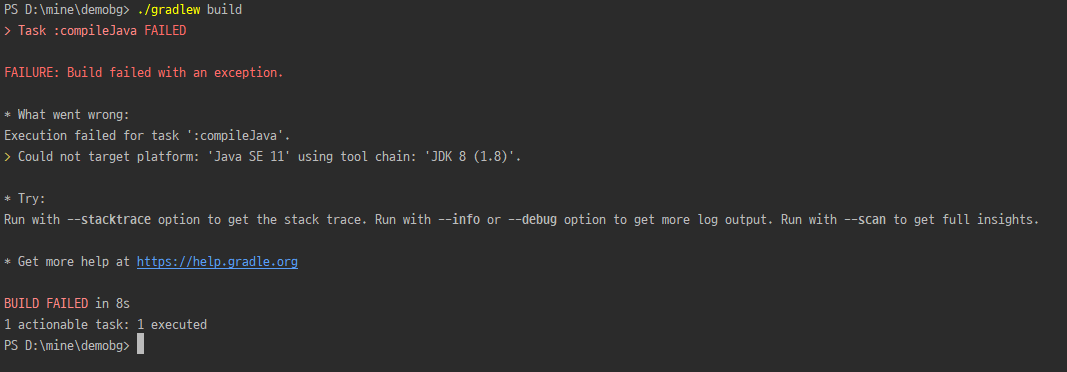 PS D:\mine\demobg> ./gradlew build
> Task :compileJava FAILED
FAILURE: Build failed with an exception.
* What went wrong:
Execution failed for task ':compileJava'.
> Could not target platform: 'Java SE 11' using tool chain: 'JDK 8 (1.8)'.
* Try:
Run with --stacktrace option to get the stack trace. Run with --info or --debug option to get more log output. Run with --scan to get full insights.
* Get more help at https://help.gradle.org
BUILD FAILED in 8s
1 actionable task: 1 executed
PS D:\mine\demobg>